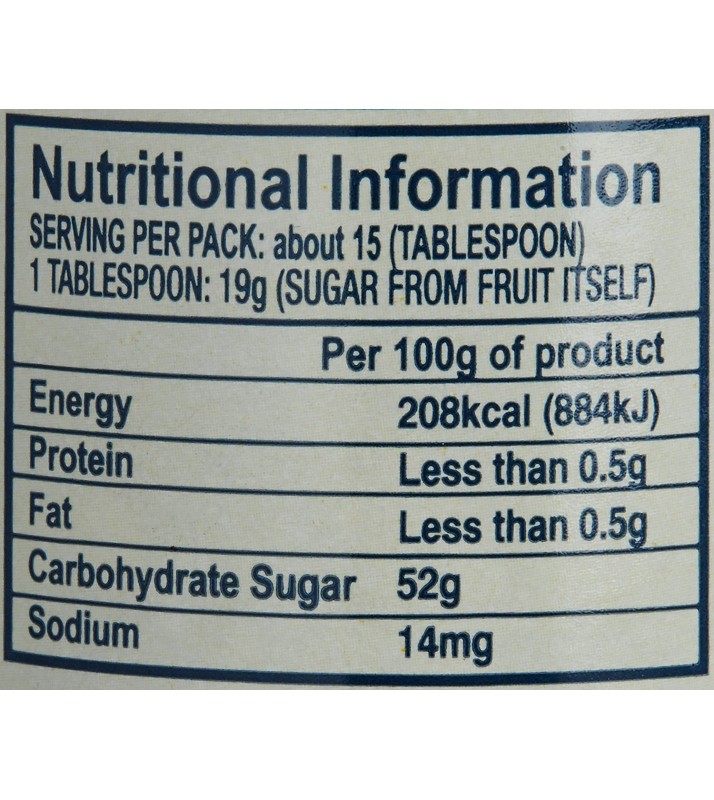 Nutritional Information
SERVING PER PACK: about 15 (TABLESPOON)
1 TABLESPOON: 19g (SUGAR FROM FRUIT ITSELF)
Per 100g of product
Energy 208kcal (884kJ)
Protein Less than 0.5g
Fat Less than 0.5g
Carbohydrate Sugar 52g
Sodium 14mg